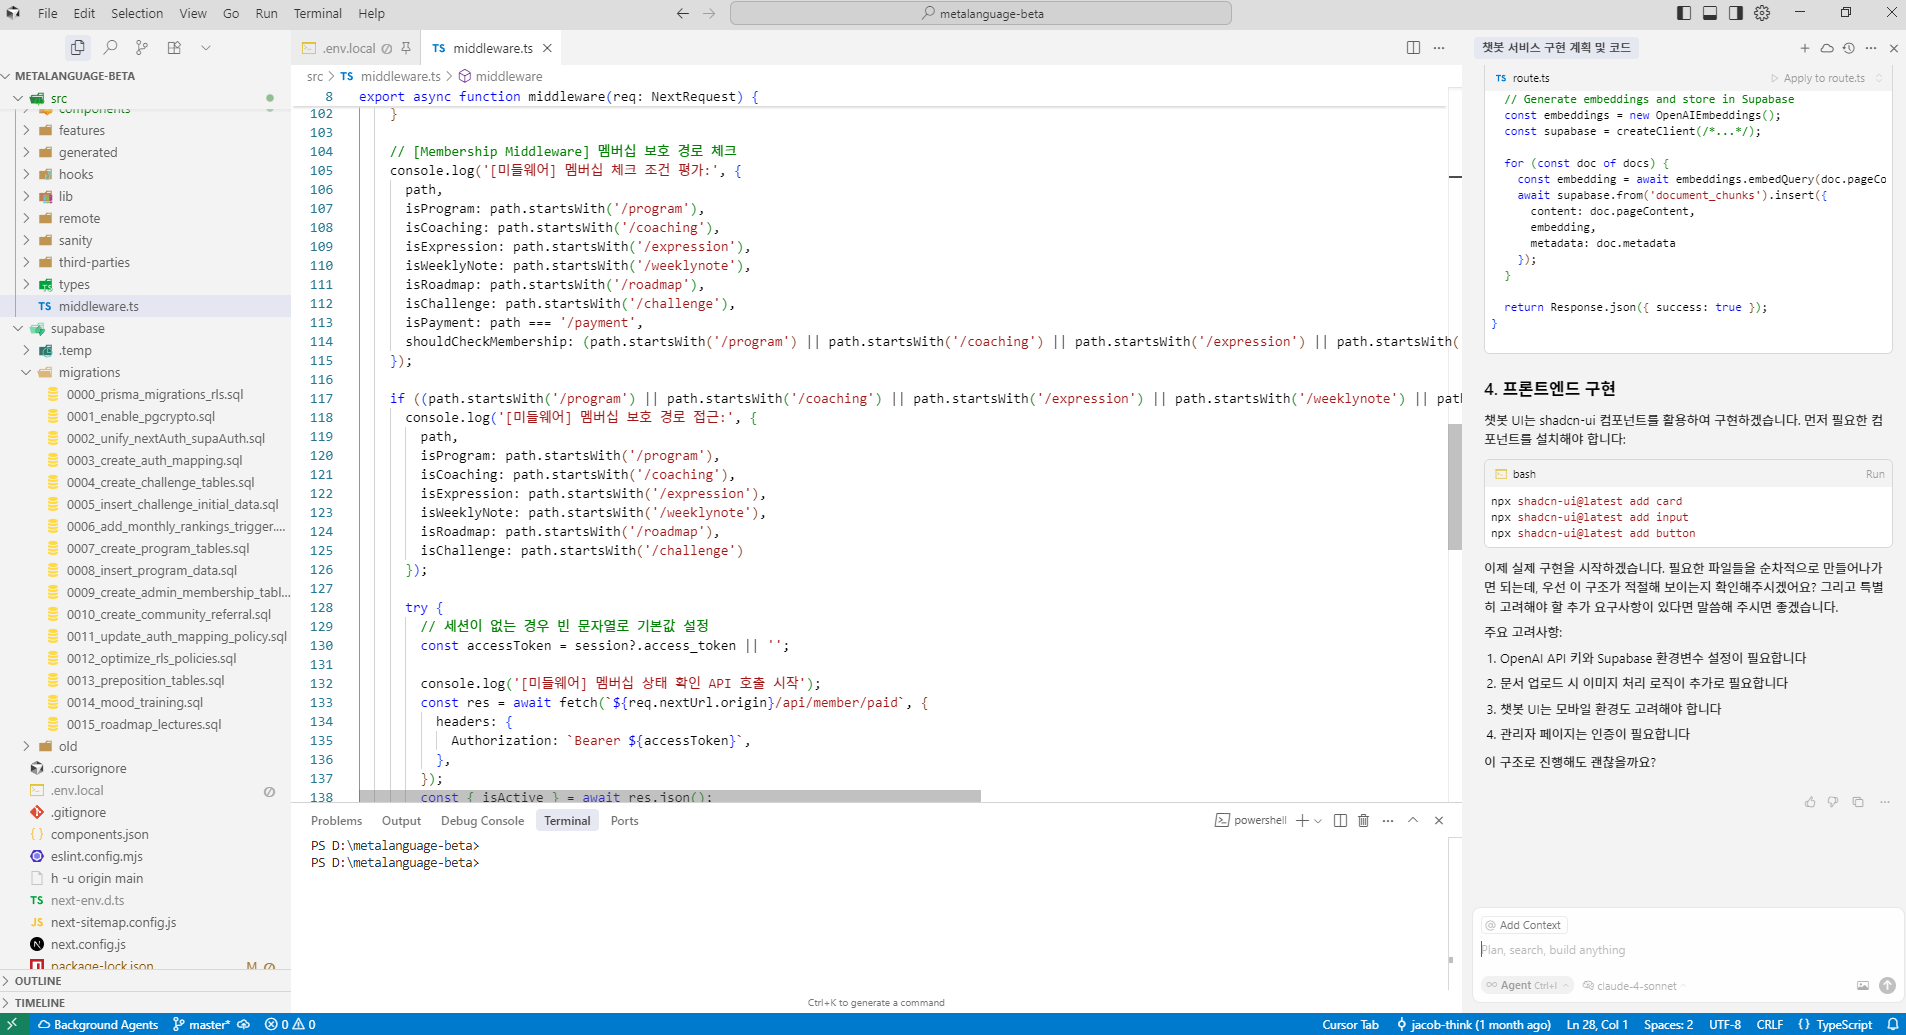 File Edit Selection View Go Run Terminal Help
metalanguage-beta
METALANGUAGE-BETA
src
components
features
generated
hooks
lib
remote
sanity
third-parties
types
TS middleware.ts
supabase
.temp
migrations
0000_prisma_migrations_rls.sql
0001_enable_pgcrypto.sql
0002_unify_nextAuth_supaAuth.sql
0003_create_auth_mapping.sql
0004_create_challenge_tables.sql
0005_insert_challenge_initial_data.sql
0006_add_monthly_rankings_trigger....
0007_create_program_tables.sql
0008_insert_program_data.sql
0009_create_admin_membership_tabl...
0010_create_community_referral.sql
0011_update_auth_mapping_policy.sql
0012_optimize_rls_policies.sql
0013_preposition_tables.sql
0014_mood_training.sql
0015_roadmap_lectures.sql
old
.cursorignore
.env.local
.gitignore
{ } components.json
eslint.config.mjs
h -u origin main
TS next-env.d.ts
JS next-sitemap.config.js
N next.config.js
package-lock.json M
OUTLINE
TIMELINE
.env.local
TS middleware.ts
src > TS middleware.ts > middleware
8 export async function middleware(req: NextRequest) {
102 }
103
104 // [Membership Middleware] 멤버십 보호 경로 체크
105 console.log('[미들웨어] 멤버십 체크 조건 평가:', {
106 path,
107 isProgram: path.startsWith('/program'),
108 isCoaching: path.startsWith('/coaching'),
109 isExpression: path.startsWith('/expression'),
110 isWeeklyNote: path.startsWith('/weeklynote'),
111 isRoadmap: path.startsWith('/roadmap'),
112 isChallenge: path.startsWith('/challenge'),
113 isPayment: path === '/payment',
114 shouldCheckMembership: (path.startsWith('/program') || path.startsWith('/coaching') || path.startsWith('/expression') || path.startsWith(
115 });
116
117 if ((path.startsWith('/program') || path.startsWith('/coaching') || path.startsWith('/expression') || path.startsWith('/weeklynote') || pat
118 console.log('[미들웨어] 멤버십 보호 경로 접근:', {
119 path,
120 isProgram: path.startsWith('/program'),
121 isCoaching: path.startsWith('/coaching'),
122 isExpression: path.startsWith('/expression'),
123 isWeeklyNote: path.startsWith('/weeklynote'),
124 isRoadmap: path.startsWith('/roadmap'),
125 isChallenge: path.startsWith('/challenge')
126 });
127
128 try {
129 // 세션이 없는 경우 빈 문자열로 기본값 설정
130 const accessToken = session?.access_token || '';
131
132 console.log('[미들웨어] 멤버십 상태 확인 API 호출 시작');
133 const res = await fetch(`${req.nextUrl.origin}/api/member/paid`, {
134 headers: {
135 Authorization: `Bearer ${accessToken}`,
136 },
137 });
138 const { isActive } = await res.json();
Problems Output Debug Console Terminal Ports
powershell
PS D:\metalanguage-beta>
PS D:\metalanguage-beta>
Ctrl+K to generate a command
챗봇 서비스 구현 계획 및 코드
TS route.ts Apply to route.ts
// Generate embeddings and store in Supabase
const embeddings = new OpenAIEmbeddings();
const supabase = createClient(/*...*/);
for (const doc of docs) {
const embedding = await embeddings.embedQuery(doc.pageCo
await supabase.from('document_chunks').insert({
content: doc.pageContent,
embedding,
metadata: doc.metadata
});
}
return Response.json({ success: true });
}
4. 프론트엔드 구현
챗봇 UI는 shadcn-ui 컴포넌트를 활용하여 구현하겠습니다. 먼저 필요한 컴
포넌트를 설치해야 합니다:
bash Run
npx shadcn-ui@latest add card
npx shadcn-ui@latest add input
npx shadcn-ui@latest add button
이제 실제 구현을 시작하겠습니다. 필요한 파일들을 순차적으로 만들어나가
면 되는데, 우선 이 구조가 적절해 보이는지 확인해주시겠어요? 그리고 특별
히 고려해야 할 추가 요구사항이 있다면 말씀해 주시면 좋겠습니다.
주요 고려사항:
1. OpenAI API 키와 Supabase 환경변수 설정이 필요합니다
2. 문서 업로드 시 이미지 처리 로직이 추가로 필요합니다
3. 챗봇 UI는 모바일 환경도 고려해야 합니다
4. 관리자 페이지는 인증이 필요합니다
이 구조로 진행해도 괜찮을까요?
@ Add Context
Plan, search, build anything
Agent Ctrl+I claude-4-sonnet
Background Agents master* 0 0
Cursor Tab jacob-think (1 month ago) Ln 28, Col 1 Spaces: 2 UTF-8 CRLF { } TypeScript